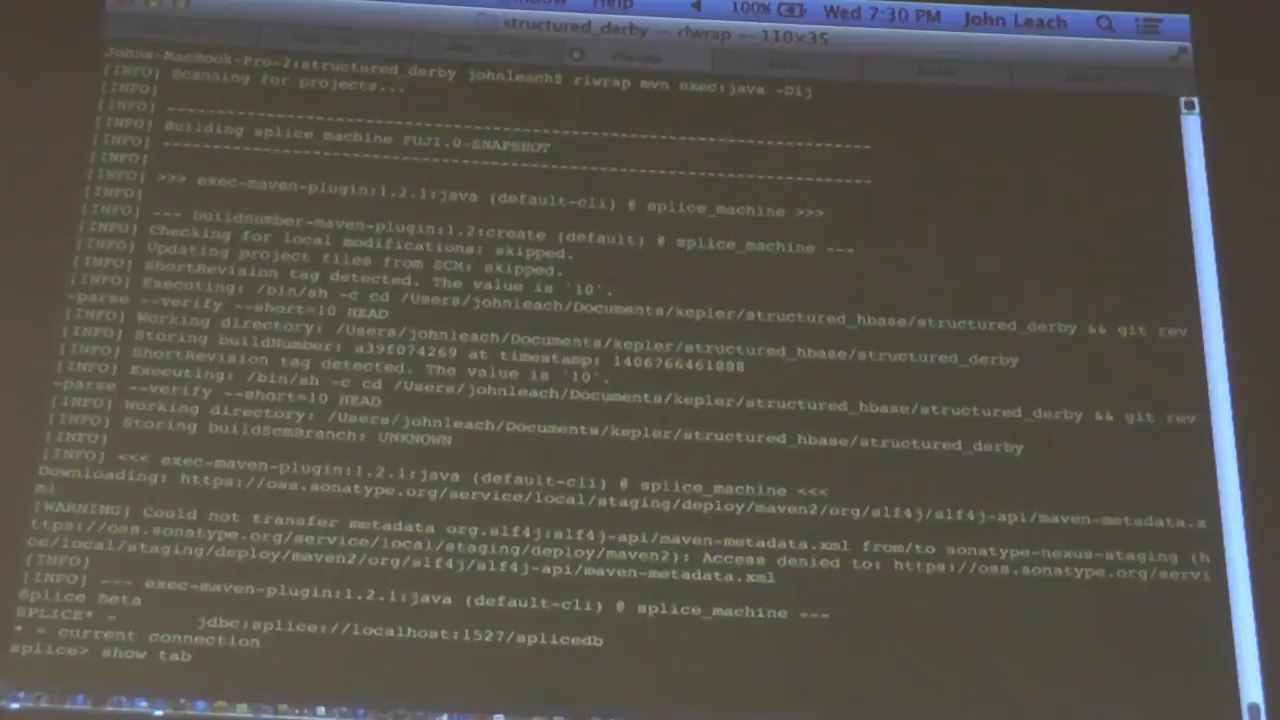 Help 100% Wed 7:30 PM John Leach
structured_derby — rlwrap — 110×35
rlwrap
Johns-MacBook-Pro-2:structured_derby johnleach$ rlwrap mvn exec:java -Dij
[INFO] Scanning for projects...
[INFO]
[INFO] ------------------------------------------------------------------------
[INFO] Building splice_machine FUJI.0-SNAPSHOT
[INFO] ------------------------------------------------------------------------
[INFO]
[INFO] >>> exec-maven-plugin:1.2.1:java (default-cli) @ splice_machine >>>
[INFO]
[INFO] --- buildnumber-maven-plugin:1.2:create (default) @ splice_machine ---
[INFO] Checking for local modifications: skipped.
[INFO] Updating project files from SCM: skipped.
[INFO] ShortRevision tag detected. The value is '10'.
[INFO] Executing: /bin/sh -c cd /Users/johnleach/Documents/kepler/structured_hbase/structured_derby && git rev
-parse --verify --short=10 HEAD
[INFO] Working directory: /Users/johnleach/Documents/kepler/structured_hbase/structured_derby
[INFO] Storing buildNumber: a39f074269 at timestamp: 1406766461888
[INFO] ShortRevision tag detected. The value is '10'.
[INFO] Executing: /bin/sh -c cd /Users/johnleach/Documents/kepler/structured_hbase/structured_derby && git rev
-parse --verify --short=10 HEAD
[INFO] Working directory: /Users/johnleach/Documents/kepler/structured_hbase/structured_derby
[INFO] Storing buildScmBranch: UNKNOWN
[INFO]
[INFO] <<< exec-maven-plugin:1.2.1:java (default-cli) @ splice_machine <<<
Downloading: https://oss.sonatype.org/service/local/staging/deploy/maven2/org/slf4j/slf4j-api/maven-metadata.x
ml
[WARNING] Could not transfer metadata org.slf4j:slf4j-api/maven-metadata.xml from/to sonatype-nexus-staging (h
ttps://oss.sonatype.org/service/local/staging/deploy/maven2): Access denied to: https://oss.sonatype.org/servi
ce/local/staging/deploy/maven2/org/slf4j/slf4j-api/maven-metadata.xml
[INFO]
[INFO] --- exec-maven-plugin:1.2.1:java (default-cli) @ splice_machine ---
Splice Beta
SPLICE* - jdbc:splice://localhost:1527/splicedb
* = current connection
splice> show tab